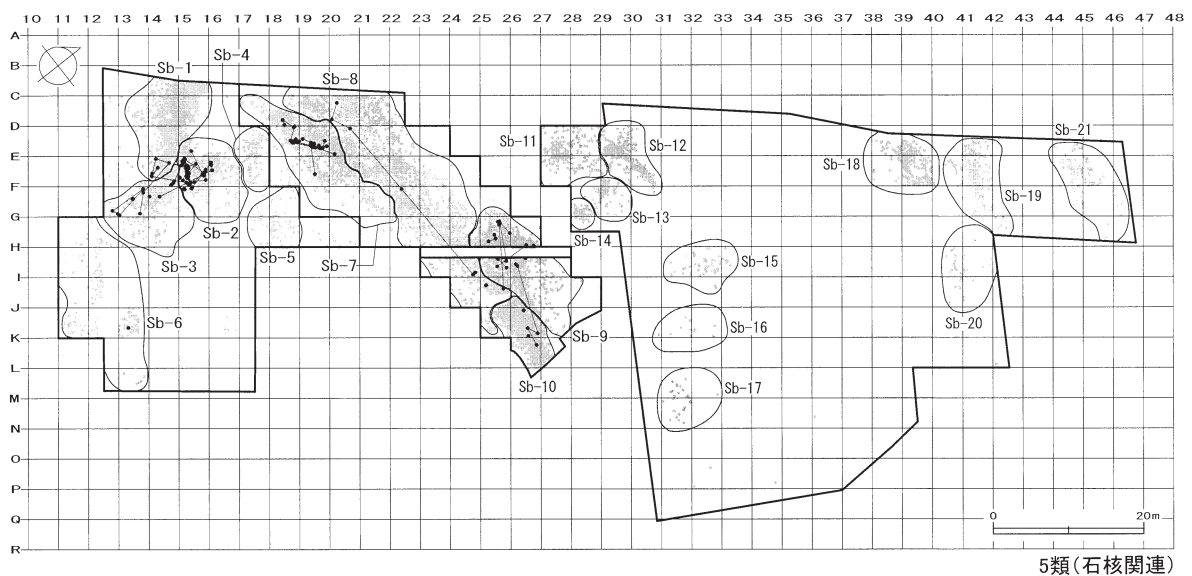 10 11 12 13 14 15 16 17 18 19 20 21 22 23 24 25 26 27 28 29 30 31 32 33 34 35 36 37 38 39 40 41 42 43 44 45 46 47 48
A
B
C
D
E
F
G
H
I
J
K
L
M
N
O
P
Q
R
Sb-4
Sb-1
Sb-8
Sb-21
Sb-11
Sb-12
Sb-18
Sb-19
Sb-13
Sb-2
Sb-14
Sb-3
Sb-5
Sb-7
Sb-15
Sb-6
Sb-16
Sb-20
Sb-9
Sb-10
Sb-17
0 20m
5類(石核関連)